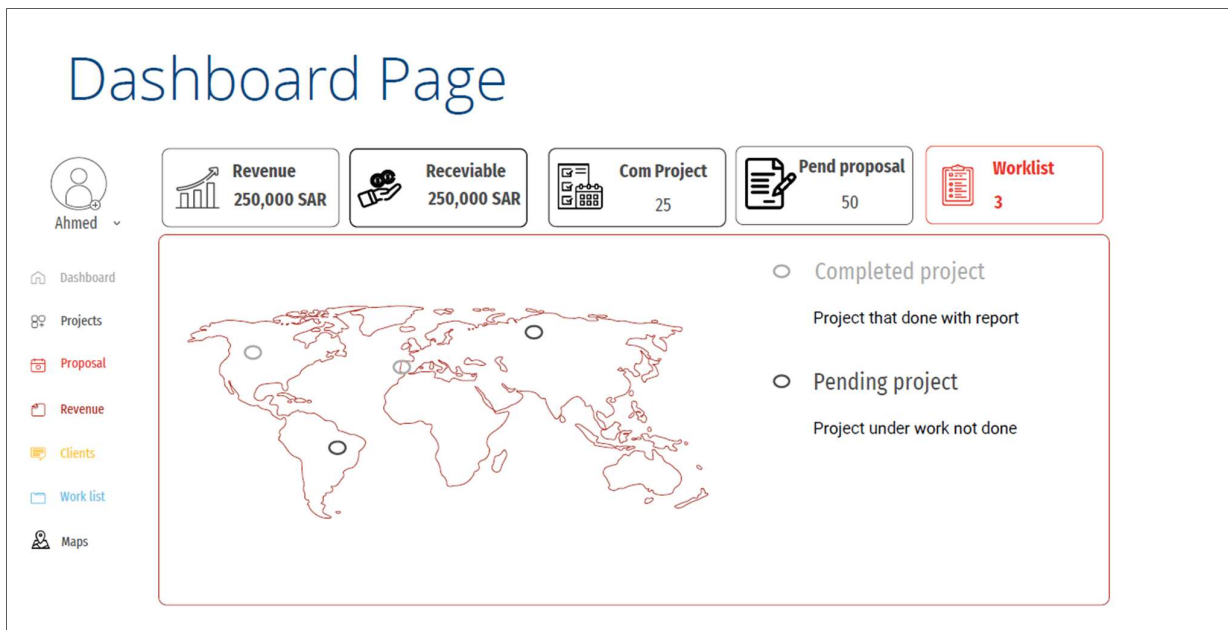 Dashboard Page
Revenue
250,000 SAR
Receviable
250,000 SAR
Com Project
25
Pend proposal
50
Worklist
3
Ahmed
Dashboard
Projects
Proposal
Revenue
Clients
Work list
Maps
Completed project
Project that done with report
Pending project
Project under work not done